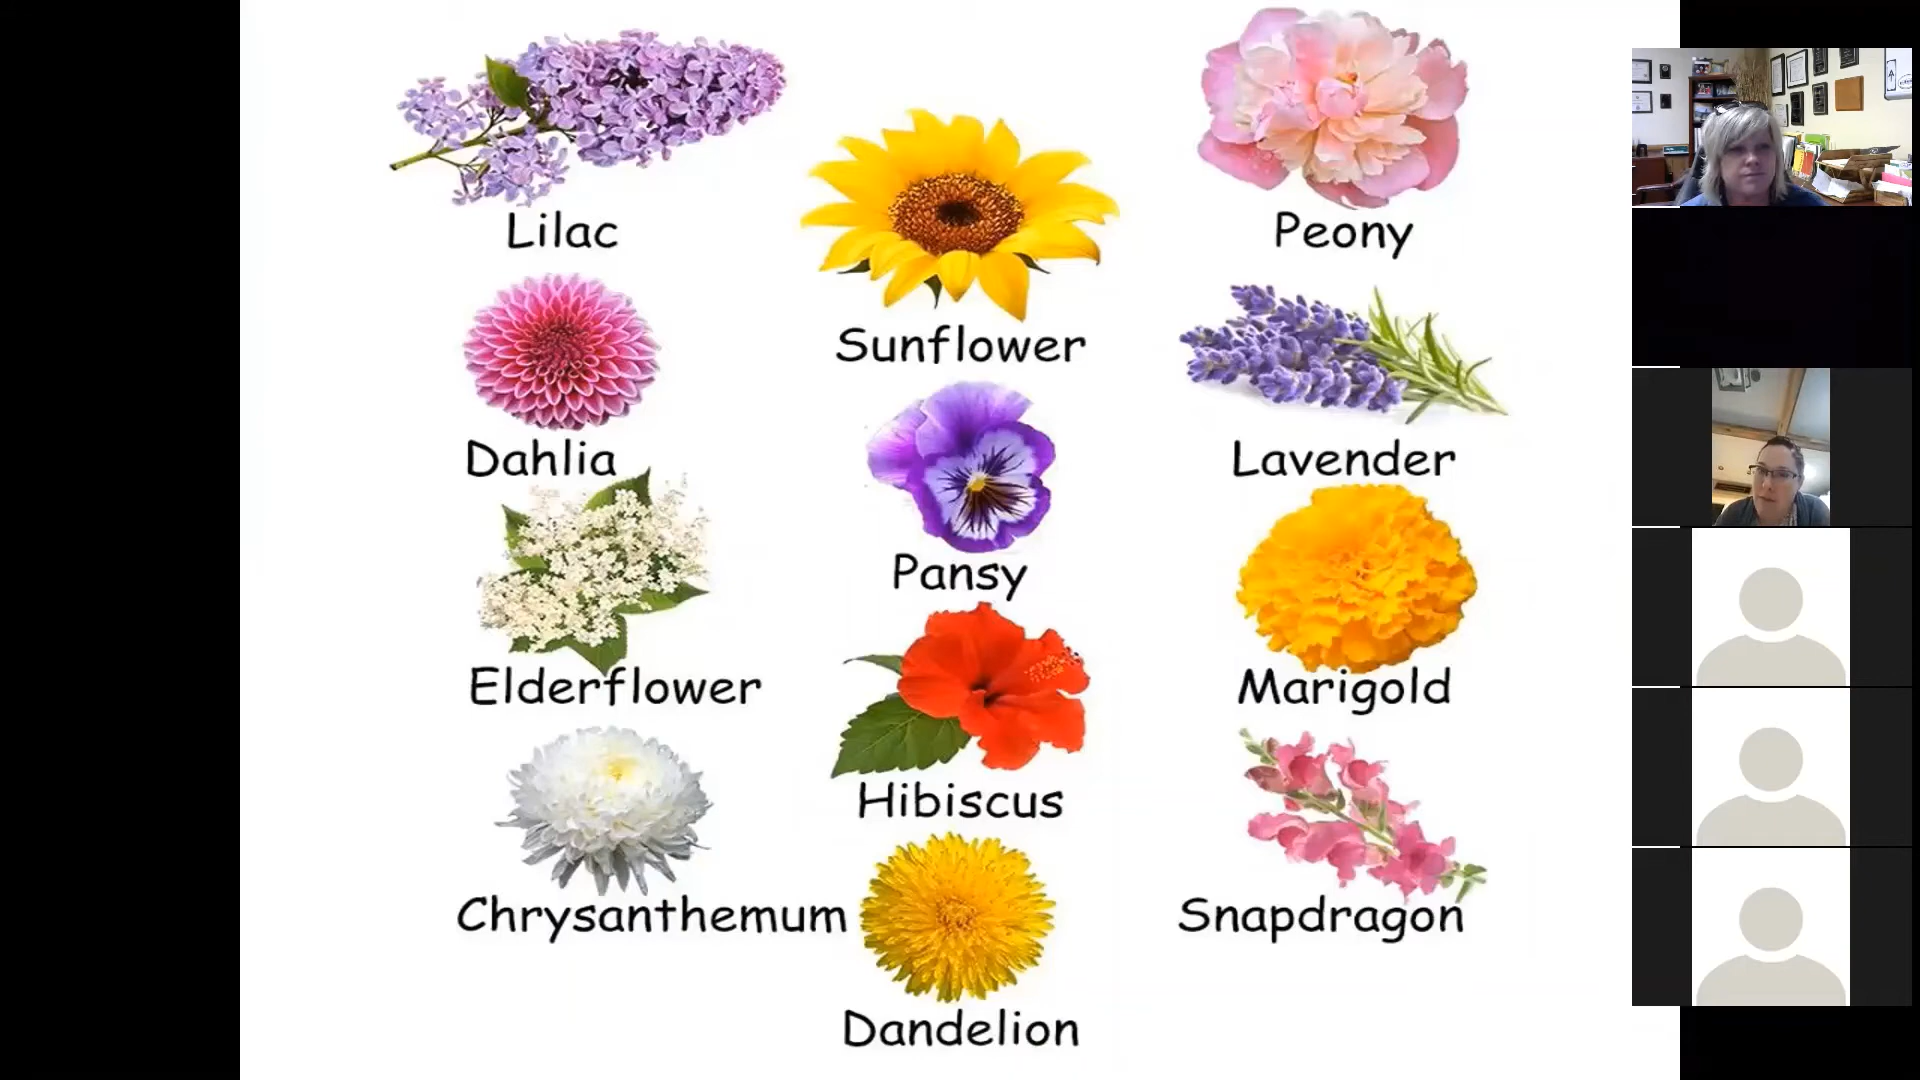 Lilac
Peony
Sunflower
Dahlia
Lavender
Pansy
Elderflower
Marigold
Hibiscus
Chrysanthemum
Snapdragon
Dandelion